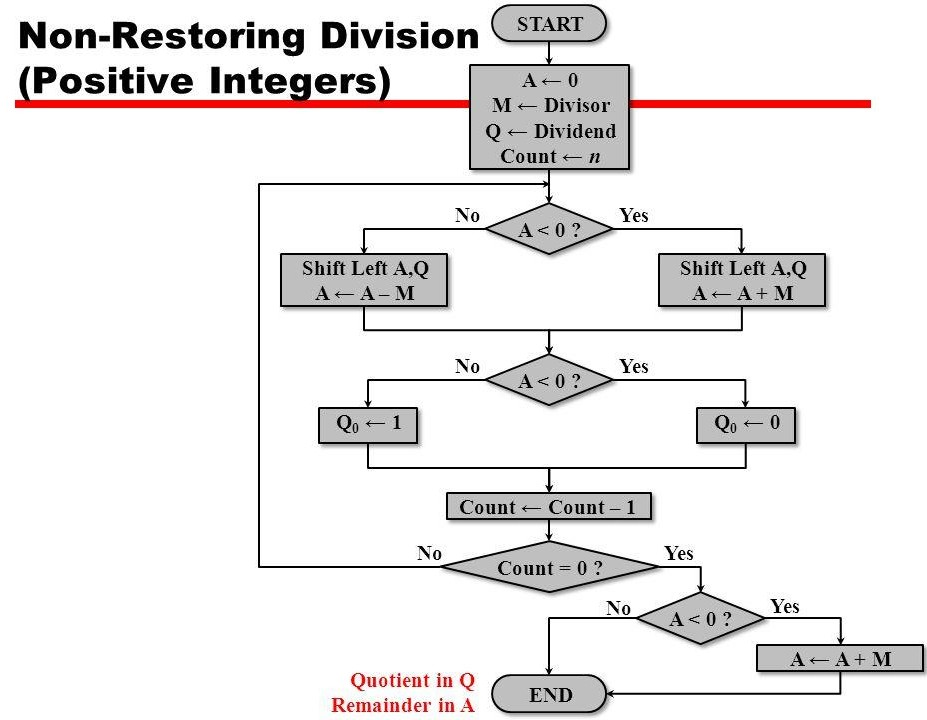 Non-Restoring Division
(Positive Integers)
START
A ← 0
M ← Divisor
Q ← Dividend
Count ← n
No
A < 0 ?
Yes
Shift Left A,Q
A ← A – M
Shift Left A,Q
A ← A + M
No
A < 0 ?
Yes
Q₀ ← 1
Q₀ ← 0
Count ← Count – 1
No
Count = 0 ?
Yes
No
A < 0 ?
Yes
A ← A + M
Quotient in Q
Remainder in A
END